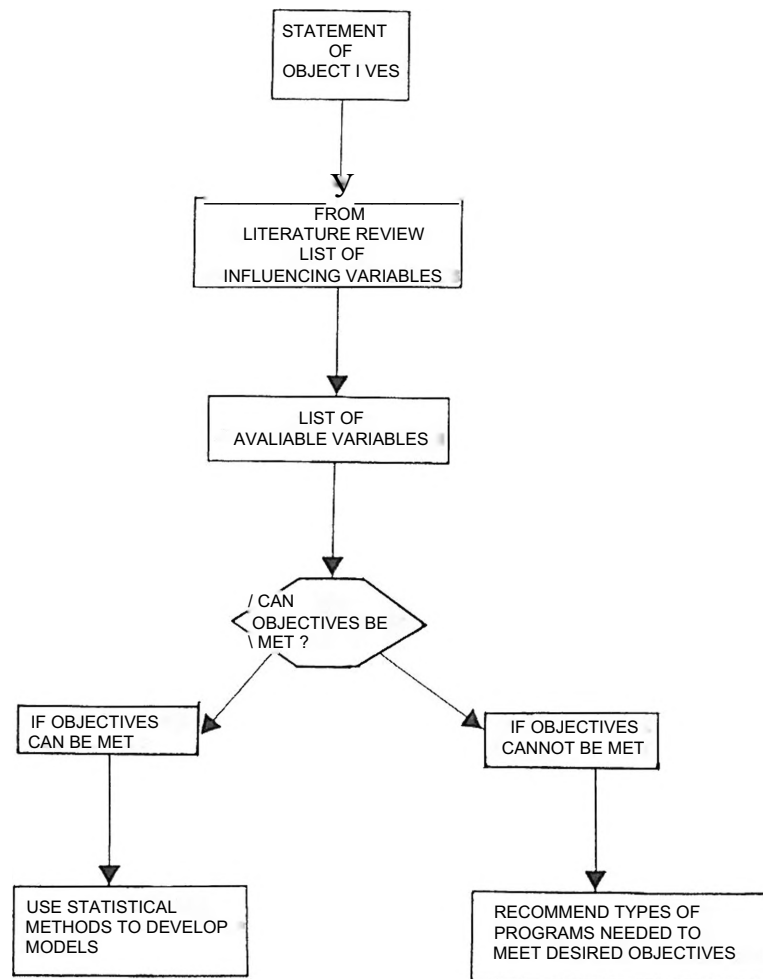 STATEMENT
OF
OBJECT I VES
y
FROM
LITERATURE REVIEW
LIST OF
INFLUENCING VARIABLES
LIST OF
AVALIABLE VARIABLES
/ CAN
OBJECTIVES BE
\ MET ?
IF OBJECTIVES
CAN BE MET
IF OBJECTIVES
CANNOT BE MET
USE STATISTICAL
METHODS TO DEVELOP
MODELS
RECOMMEND TYPES OF
PROGRAMS NEEDED TO
MEET DESIRED OBJECTIVES